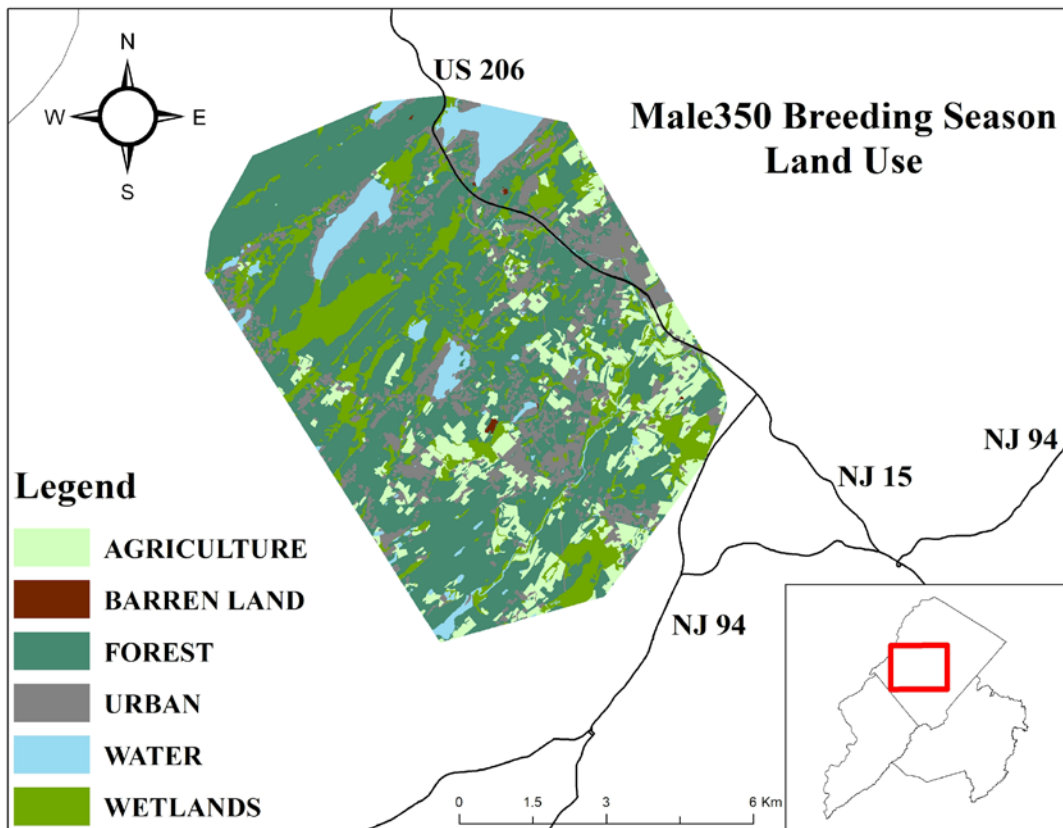 N
W E
S
US 206
Male350 Breeding Season
Land Use
NJ 94
NJ 15
NJ 94
Legend
AGRICULTURE
BARREN LAND
FOREST
URBAN
WATER
WETLANDS
0 1.5 3 6 Km